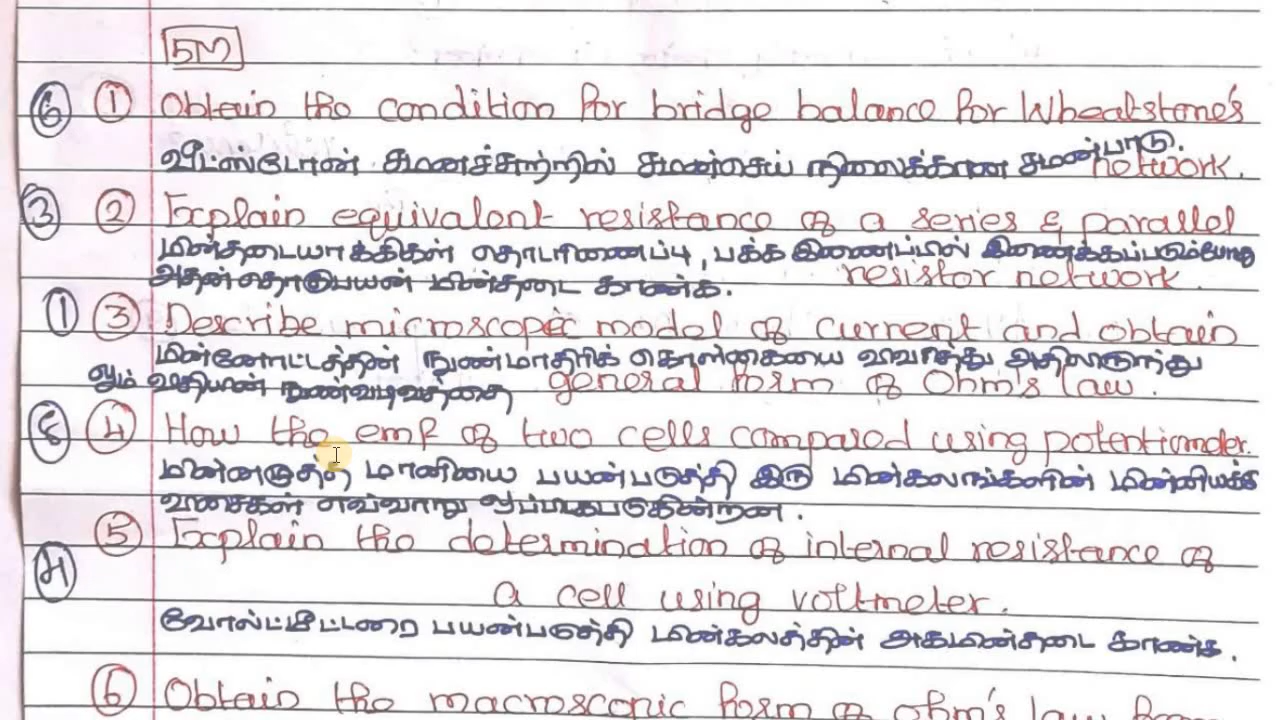 5M
⑥ ① Obtain the condition for bridge balance for Wheatstone's
வீட்ஸ்டோன் சமனச்சுற்றில் சமன்செய் நிலைக்கான சமன்பாடு.
network.
③ ② Explain equivalent resistance of a series & parallel
மின்தடையாக்கிகள் தொடரிணைப்பு, பக்க இணைப்பில் இணைக்கப்படும்போது
அதன் தொகுபயன் மின்தடை காண்க.
resistor network.
① ③ Describe microscopic model of current and obtain
மின்னோட்டத்தின் நுண்மாதிரிக் கொள்கையை விவரித்து அதிலிருந்து
general form of Ohm's law.
ஓம் விதியின் நுண்வடிவத்தை
⑧ ④ How the emf of two cells compared using potentiometer.
மின்னழுத்த மானியை பயன்படுத்தி இரு மின்கலங்களின் மின்னியக்க
விசைகள் எவ்வாறு ஒப்பிடப்படுகின்றன.
⑤ Explain the determination of internal resistance of
④ a cell using voltmeter.
வோல்ட்மீட்டரை பயன்படுத்தி மின்கலத்தின் அகமின்தடை காண்க.
⑥ Obtain the macroscopic form of ohm's law from